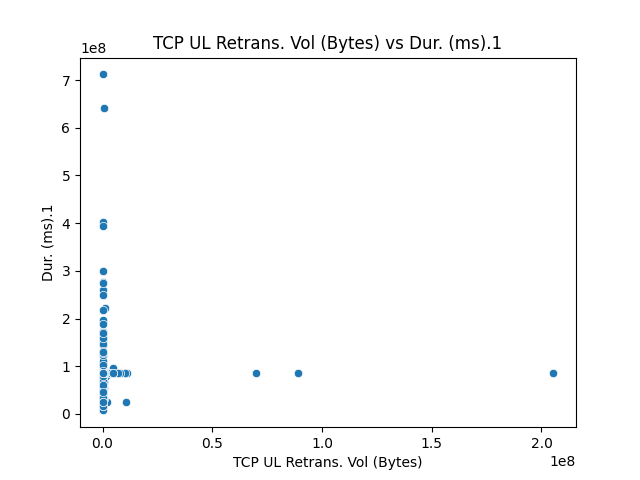 TCP UL Retrans. Vol (Bytes) vs Dur. (ms).1
1e8
7
6
5
4
3
2
1
0
Dur. (ms).1
0.0 0.5 1.0 1.5 2.0
TCP UL Retrans. Vol (Bytes)
1e8